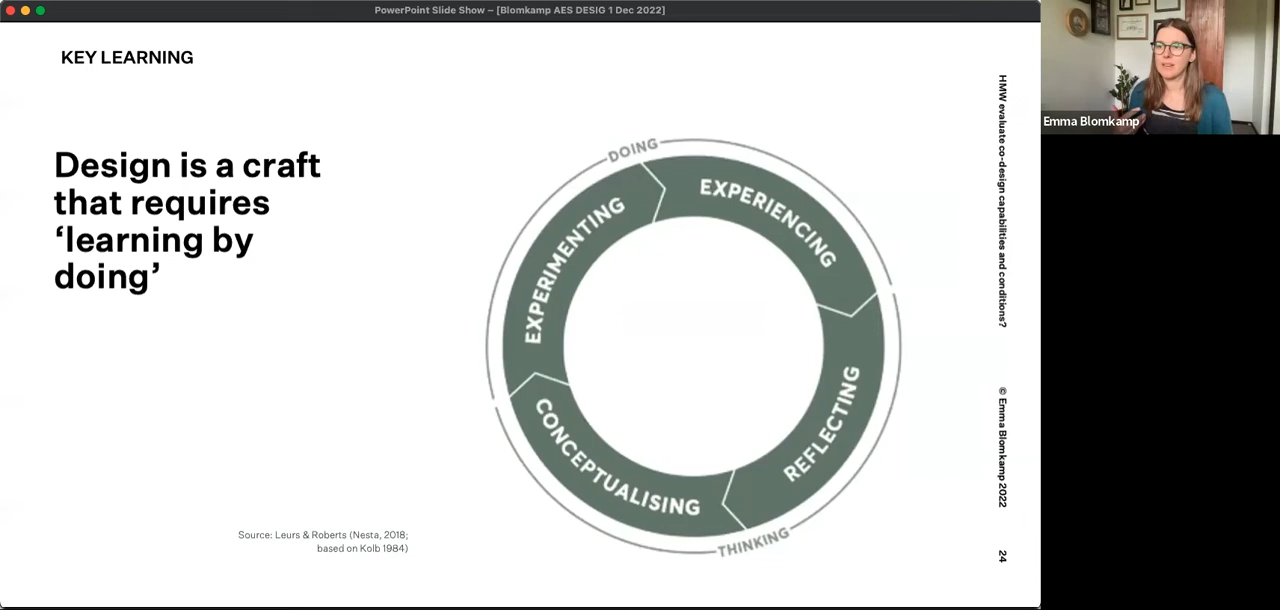 PowerPoint Slide Show – [Blomkamp AES DESIG 1 Dec 2022]
KEY LEARNING
Design is a craft
that requires
‘learning by
doing’
DOING
EXPERIENCING
REFLECTING
THINKING
CONCEPTUALISING
EXPERIMENTING
Source: Leurs & Roberts (Nesta, 2018;
based on Kolb 1984)
HMW evaluate co-design capabilities and conditions?
© Emma Blomkamp 2022
24
Emma Blomkamp